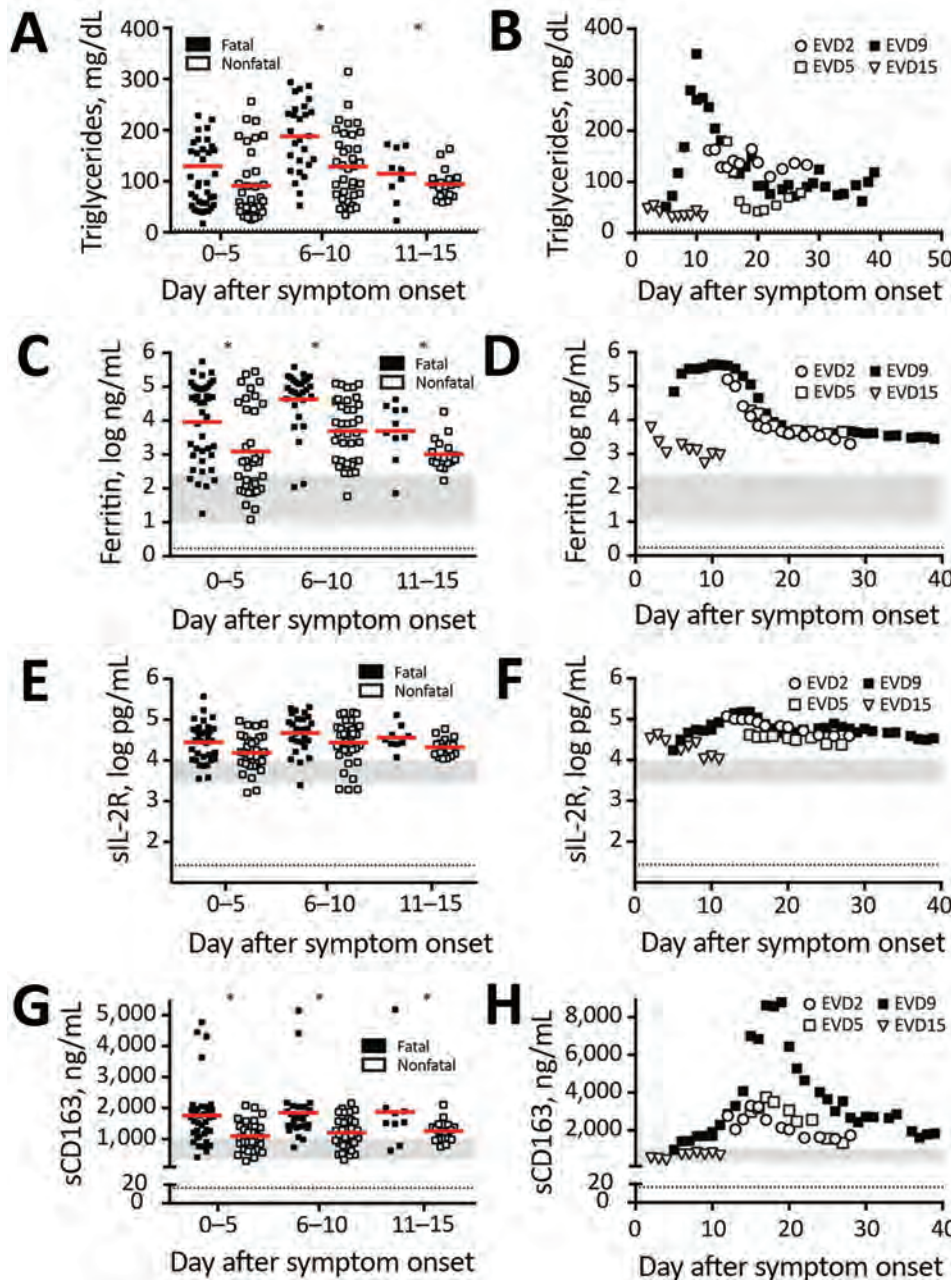 A
Triglycerides, mg/dL
400
300
200
100
0
Fatal
Nonfatal
*
*
0–5
6–10
11–15
Day after symptom onset
B
Triglycerides, mg/dL
400
300
200
100
0
EVD2
EVD9
EVD5
EVD15
0
10
20
30
40
50
Day after symptom onset
C
Ferritin, log ng/mL
6
5
4
3
2
1
0
*
*
*
Fatal
Nonfatal
0–5
6–10
11–15
Day after symptom onset
D
Ferritin, log ng/mL
6
5
4
3
2
1
0
EVD2
EVD9
EVD5
EVD15
0
10
20
30
40
Day after symptom onset
E
sIL-2R, log pg/mL
6
5
4
3
2
Fatal
Nonfatal
0–5
6–10
11–15
Day after symptom onset
F
sIL-2R, log pg/mL
6
5
4
3
2
EVD2
EVD9
EVD5
EVD15
0
10
20
30
40
Day after symptom onset
G
sCD163, ng/mL
5,000
4,000
3,000
2,000
1,000
20
0
*
*
*
Fatal
Nonfatal
0–5
6–10
11–15
Day after symptom onset
H
sCD163, ng/mL
8,000
6,000
4,000
2,000
20
0
EVD2
EVD9
EVD5
EVD15
0
10
20
30
40
Day after symptom onset